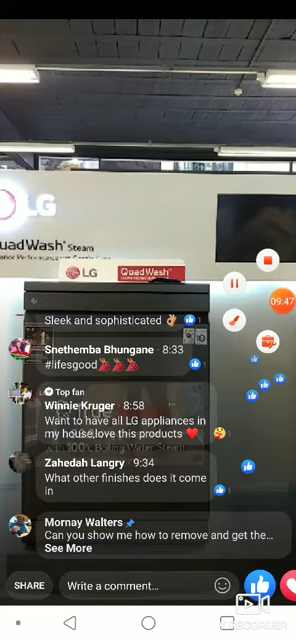 LG
uadWash Steam
LG
QuadWash
09:47
Sleek and sophisticated 👌🏼
Snethemba Bhungane • 8:33
#lifesgood🍓🍓🍓
Top fan
Winnie Kruger • 8:58
Want to have all LG appliances in
my house,love this products ❤️
Zahedah Langry • 9:34
What other finishes does it come
in
Mornay Walters
Can you show me how to remove and get the…
See More
SHARE
Write a comment…